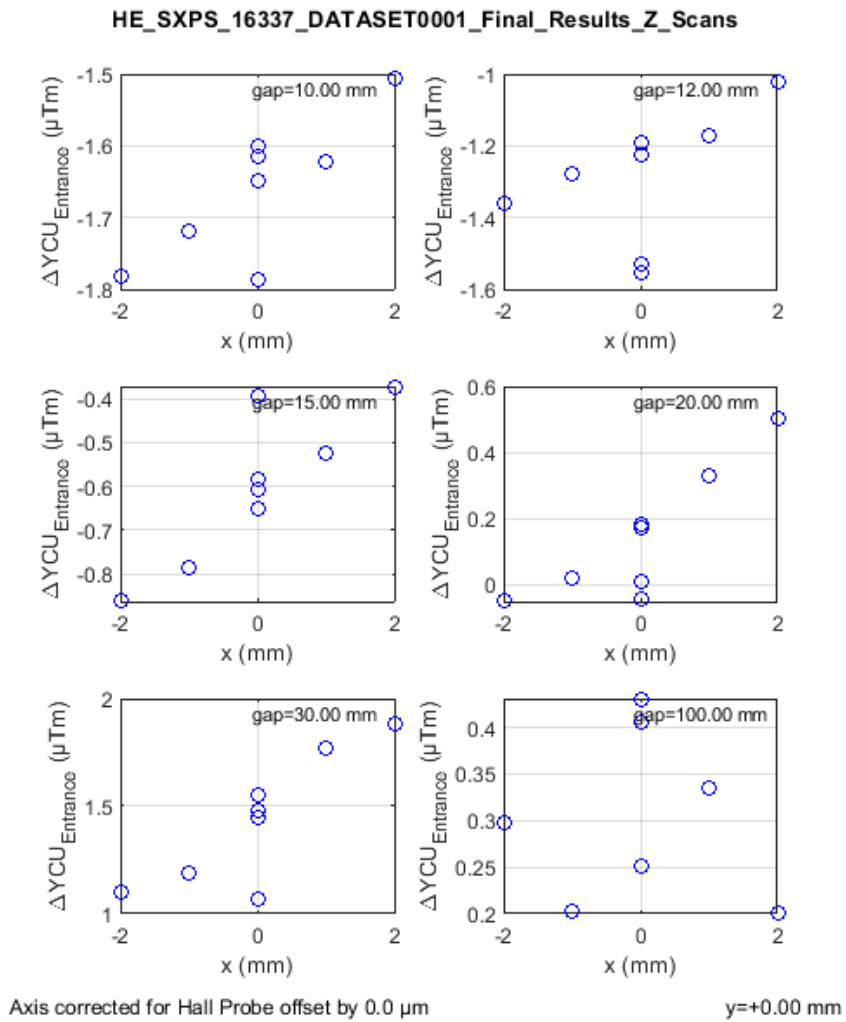 HE_SXPS_16337_DATASET0001_Final_Results_Z_Scans
gap=10.00 mm
ΔYCU_Entrance (µTm)
-1.5
-1.6
-1.7
-1.8
-2 0 2
x (mm)
gap=12.00 mm
ΔYCU_Entrance (µTm)
-1
-1.2
-1.4
-1.6
-2 0 2
x (mm)
gap=15.00 mm
ΔYCU_Entrance (µTm)
-0.4
-0.5
-0.6
-0.7
-0.8
-2 0 2
x (mm)
gap=20.00 mm
ΔYCU_Entrance (µTm)
0.6
0.4
0.2
0
-2 0 2
x (mm)
gap=30.00 mm
ΔYCU_Entrance (µTm)
2
1.5
1
-2 0 2
x (mm)
gap=100.00 mm
ΔYCU_Entrance (µTm)
0.4
0.35
0.3
0.25
0.2
-2 0 2
x (mm)
Axis corrected for Hall Probe offset by 0.0 µm
y=+0.00 mm